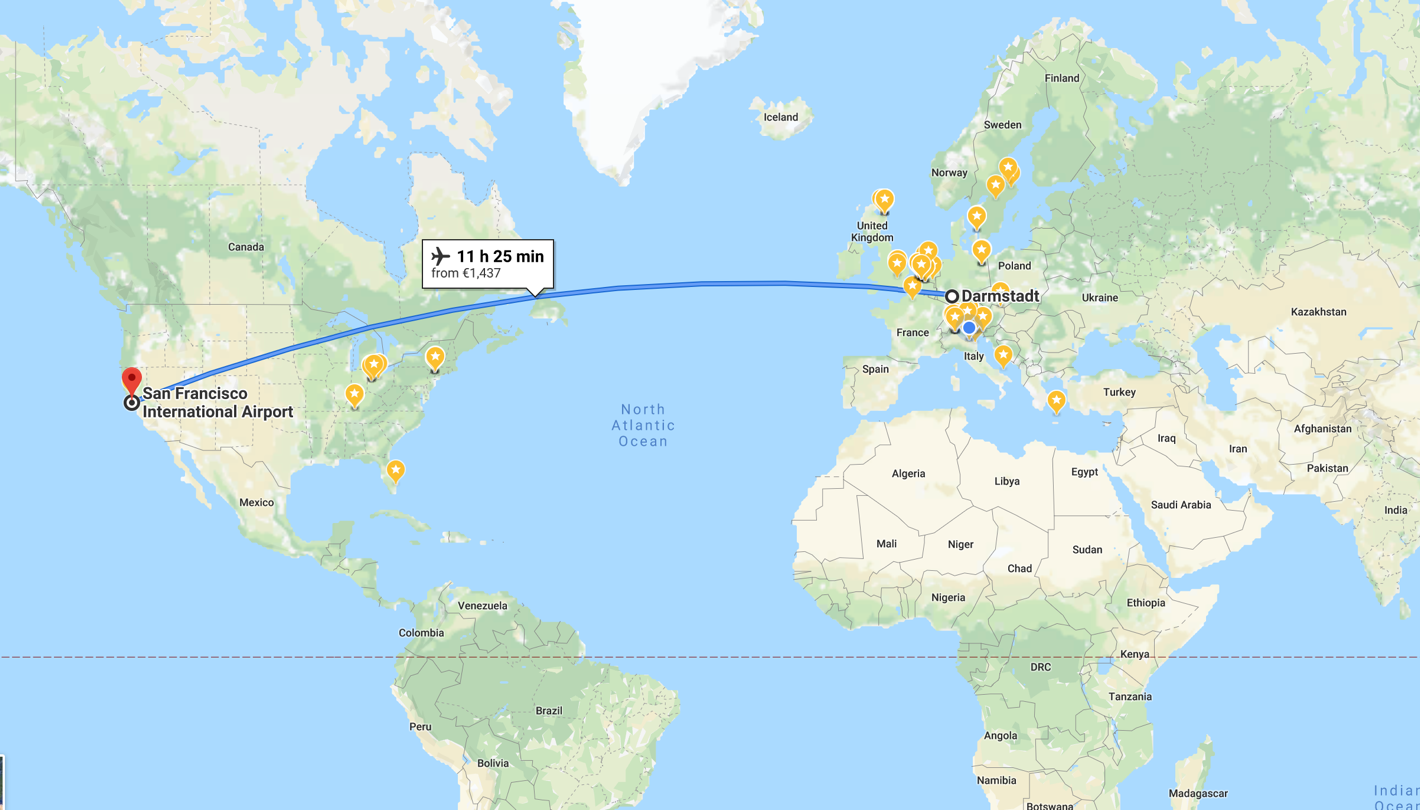 Finland
Iceland
Sweden
Norway
United
Kingdom
Canada
11 h 25 min
from €1,437
Poland
Darmstadt
Ukraine
Kazakhstan
France
Italy
Spain
Turkey
San Francisco
International Airport
North
Atlantic
Ocean
Afghanistan
Iraq
Iran
Pakistan
Algeria
Libya
Egypt
Mexico
Saudi Arabia
India
Mali
Niger
Sudan
Chad
Nigeria
Ethiopia
Venezuela
Colombia
Kenya
DRC
Tanzania
Brazil
Peru
Angola
Bolivia
Namibia
Madagascar
Indian
Ocean
Botswana